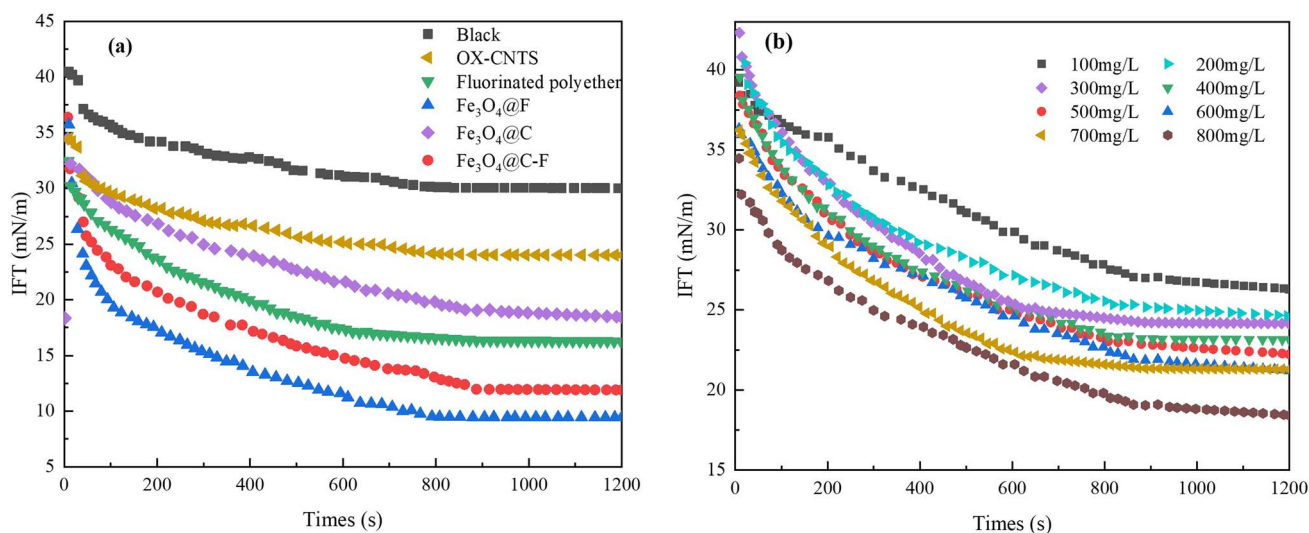 (a)
Black
OX-CNTS
Fluorinated polyether
Fe₃O₄@F
Fe₃O₄@C
Fe₃O₄@C-F
45
40
35
30
25
20
15
10
5
IFT (mN/m)
0 200 400 600 800 1000 1200
Times (s)
(b)
100mg/L 200mg/L
300mg/L 400mg/L
500mg/L 600mg/L
700mg/L 800mg/L
40
35
30
25
20
15
IFT (mN/m)
0 200 400 600 800 1000 1200
Times (s)